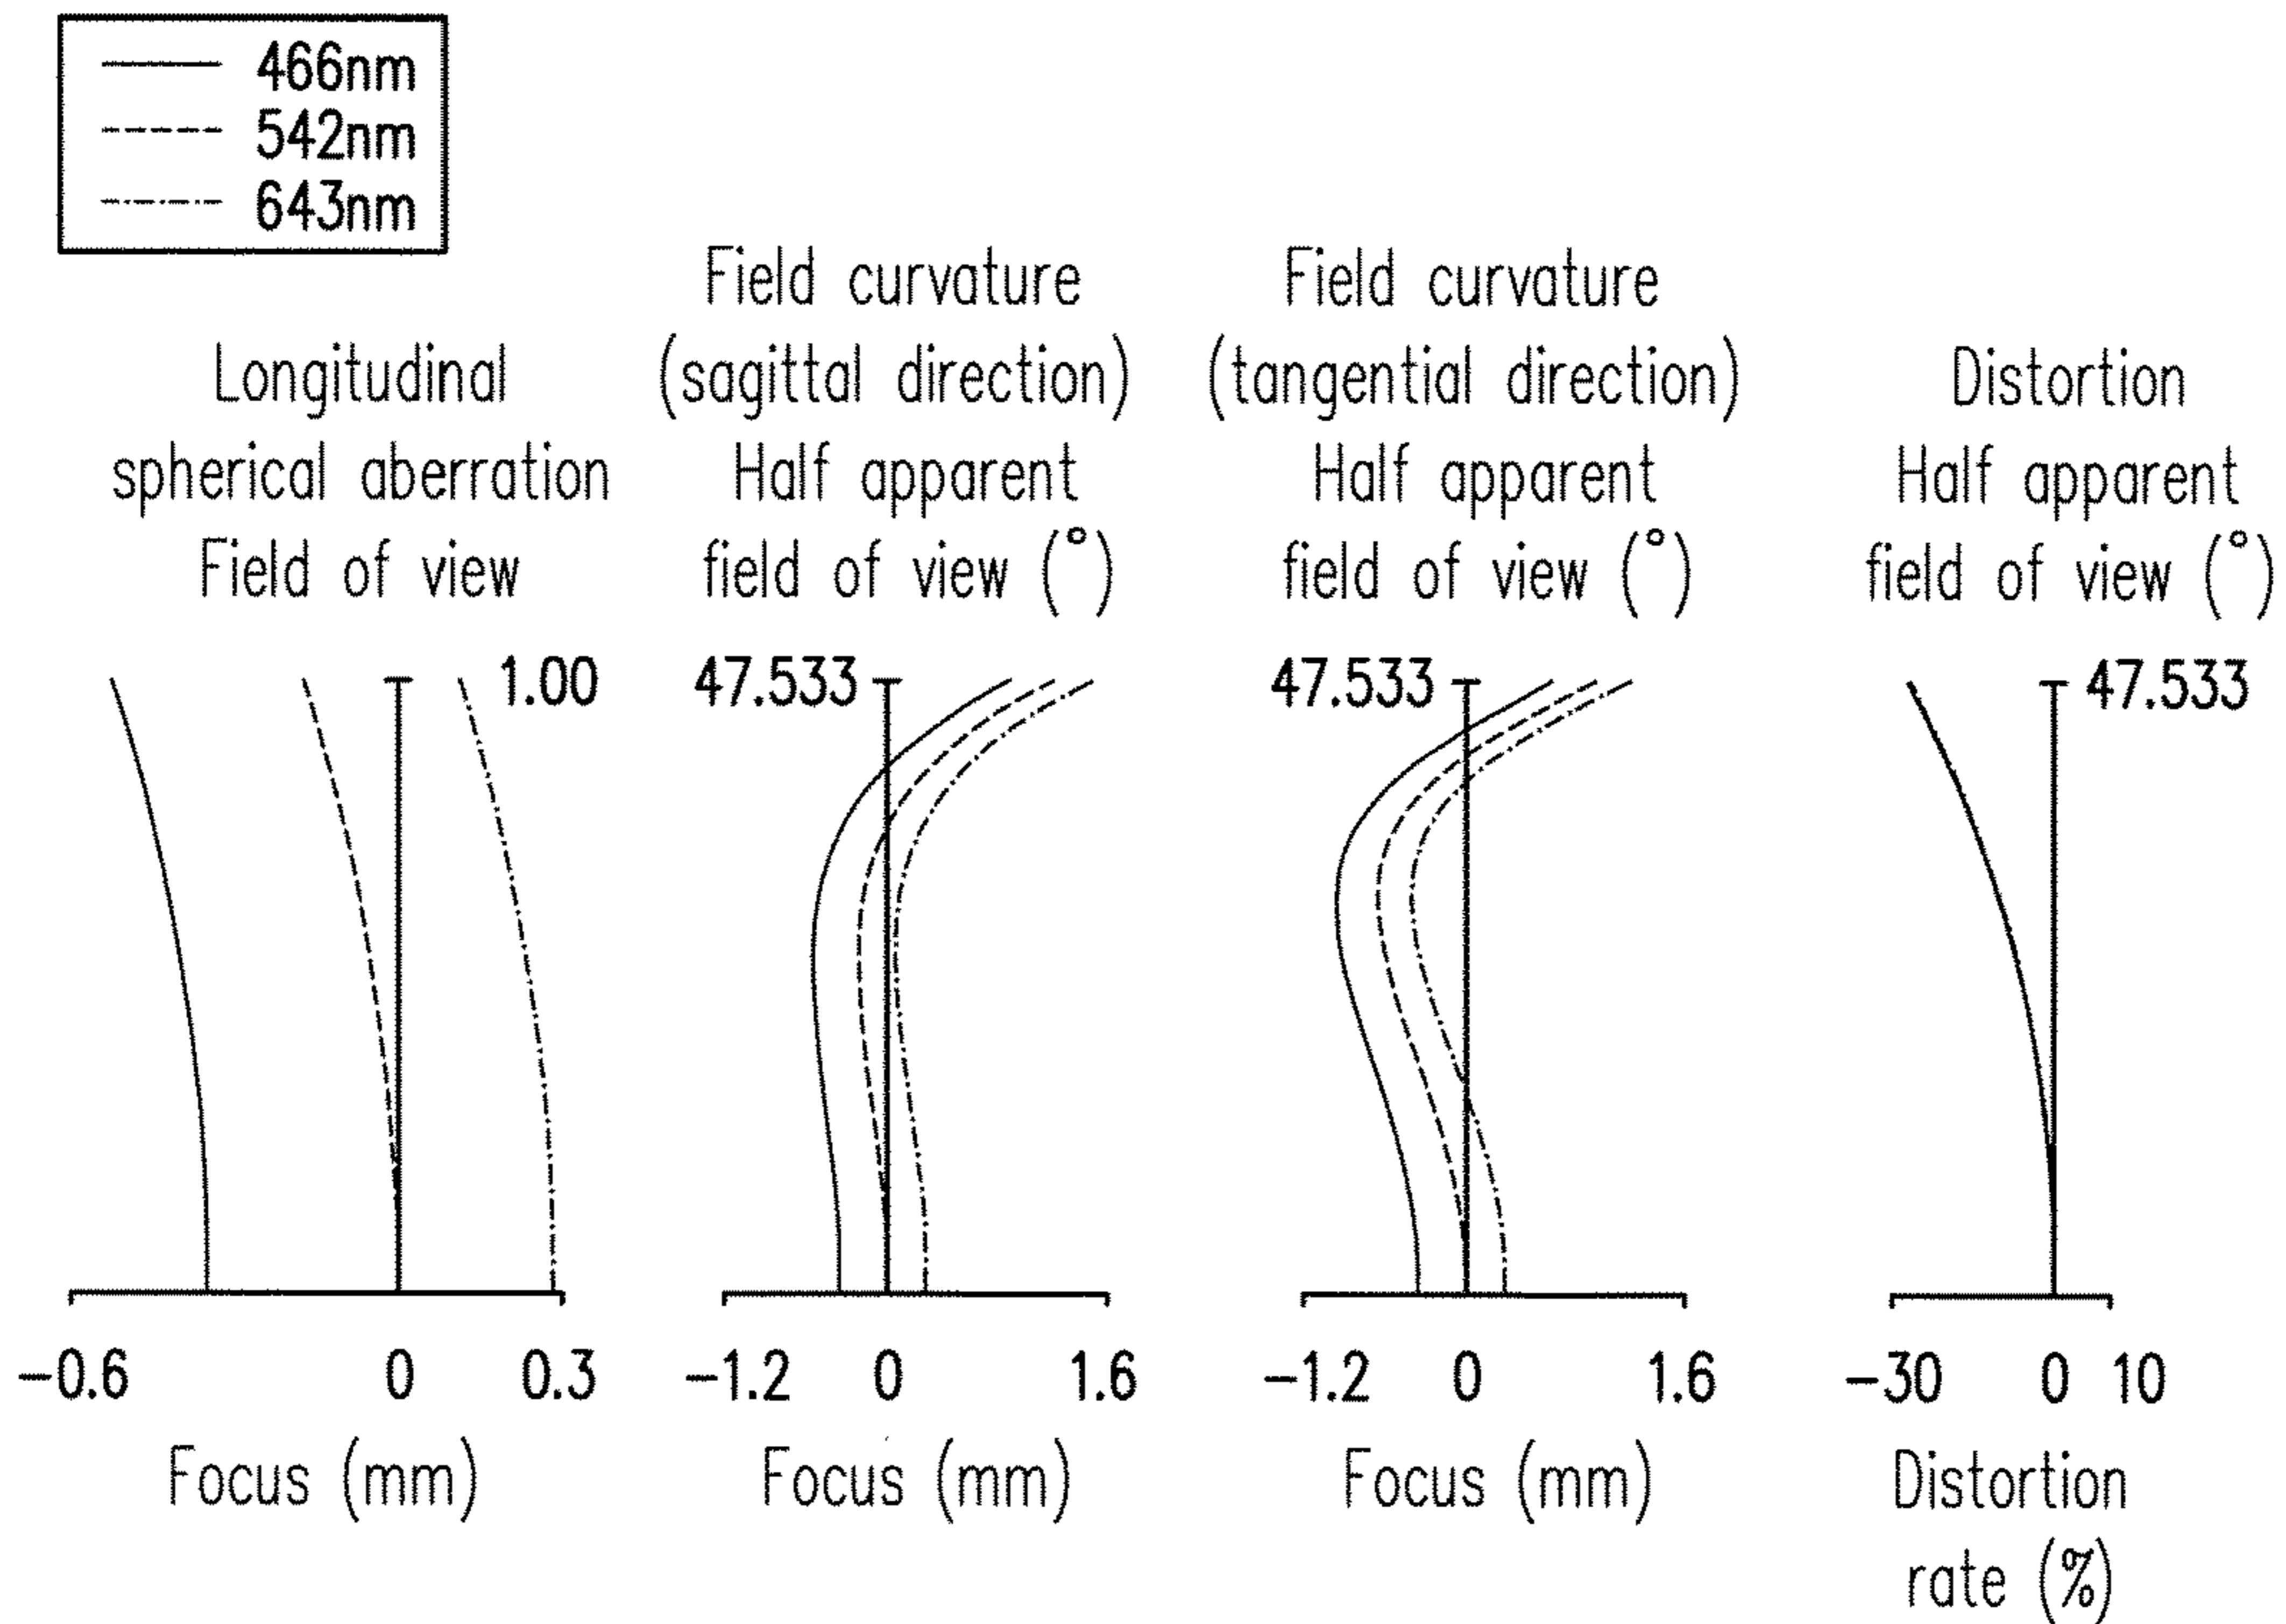 466nm
542nm
643nm
Longitudinal
spherical aberration
Field of view
1.00
-0.6 0 0.3
Focus (mm)
Field curvature
(sagittal direction)
Half apparent
field of view (°)
47.533
-1.2 0 1.6
Focus (mm)
Field curvature
(tangential direction)
Half apparent
field of view (°)
47.533
-1.2 0 1.6
Focus (mm)
Distortion
Half apparent
field of view (°)
47.533
-30 0 10
Distortion
rate (%)